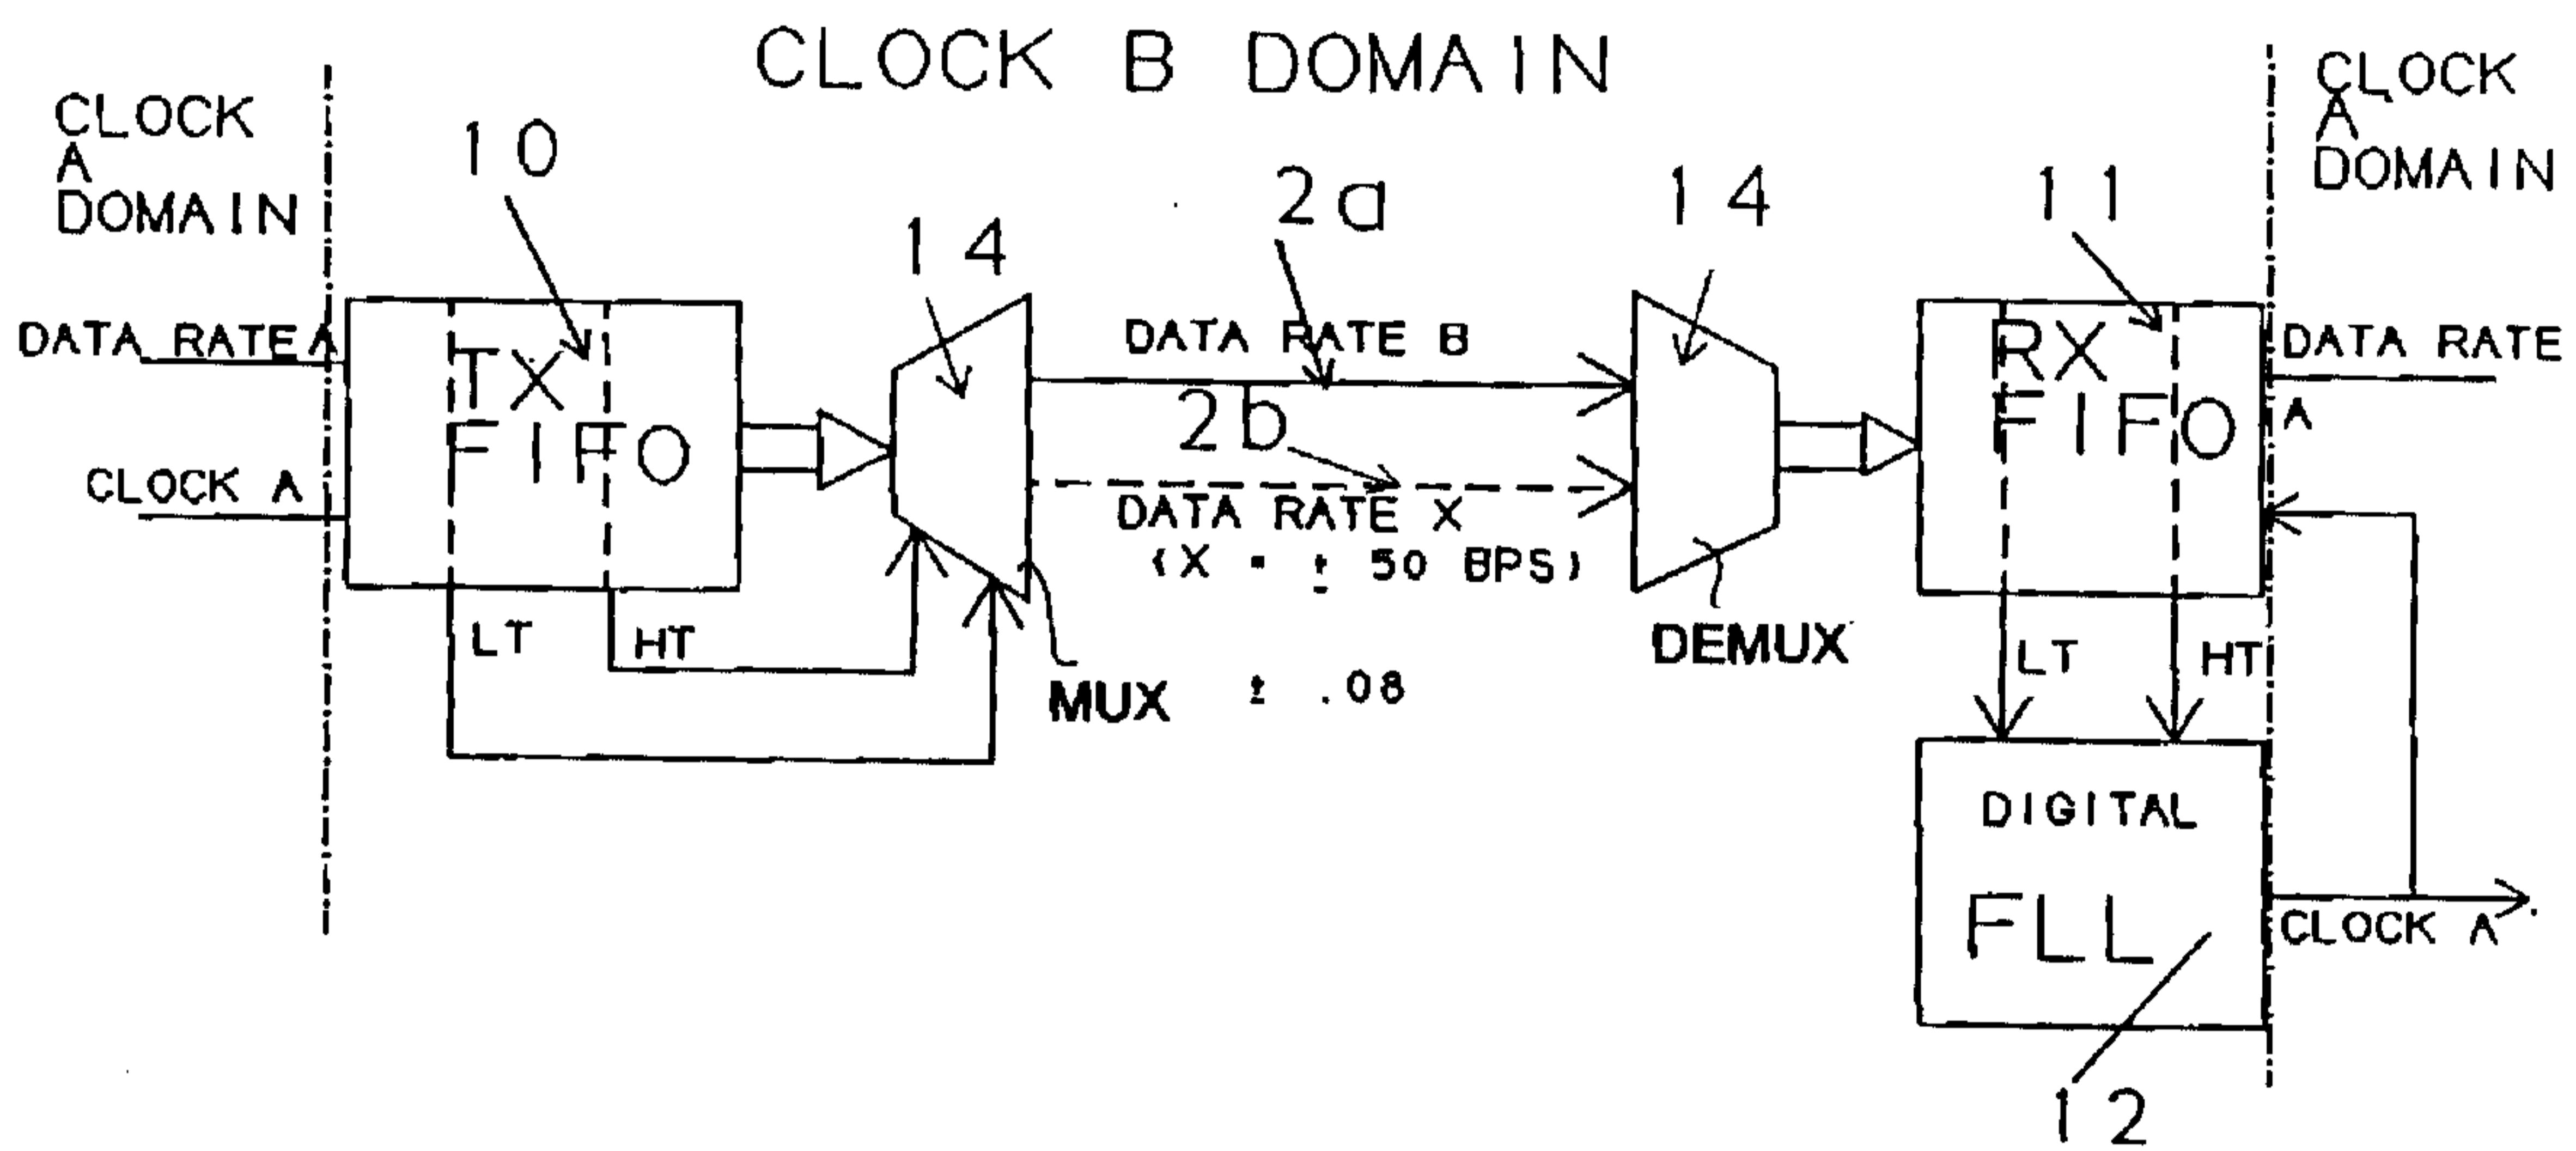 CLOCK B DOMAIN
CLOCK
A
DOMAIN
CLOCK
A
DOMAIN
10
14
2a
14
11
DATA RATE A
TX
FIFO
CLOCK A
DATA RATE B
2b
DATA RATE X
(X = ± 50 BPS)
RX
FIFO
DATA RATE
A
LT
HT
MUX
± .08
DEMUX
LT
HT
DIGITAL
FLL
CLOCK A
12